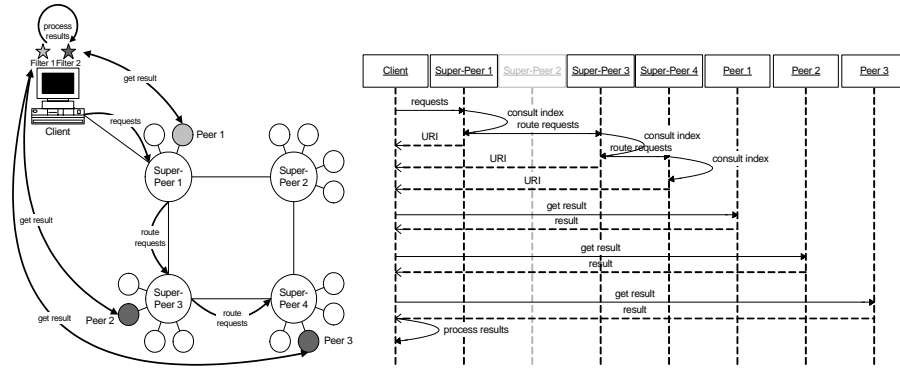 process
results
Filter 1 Filter 2
Client
get result
requests
Peer 1
Super-
Peer 1
Super-
Peer 2
get result
route
requests
Super-
Peer 3
Super-
Peer 4
Peer 2
route
requests
get result
Peer 3
Client
Super-Peer 1
Super-Peer 2
Super-Peer 3
Super-Peer 4
Peer 1
Peer 2
Peer 3
requests
consult index
route requests
URI
consult index
route requests
URI
consult index
URI
get result
result
get result
result
get result
result
process results